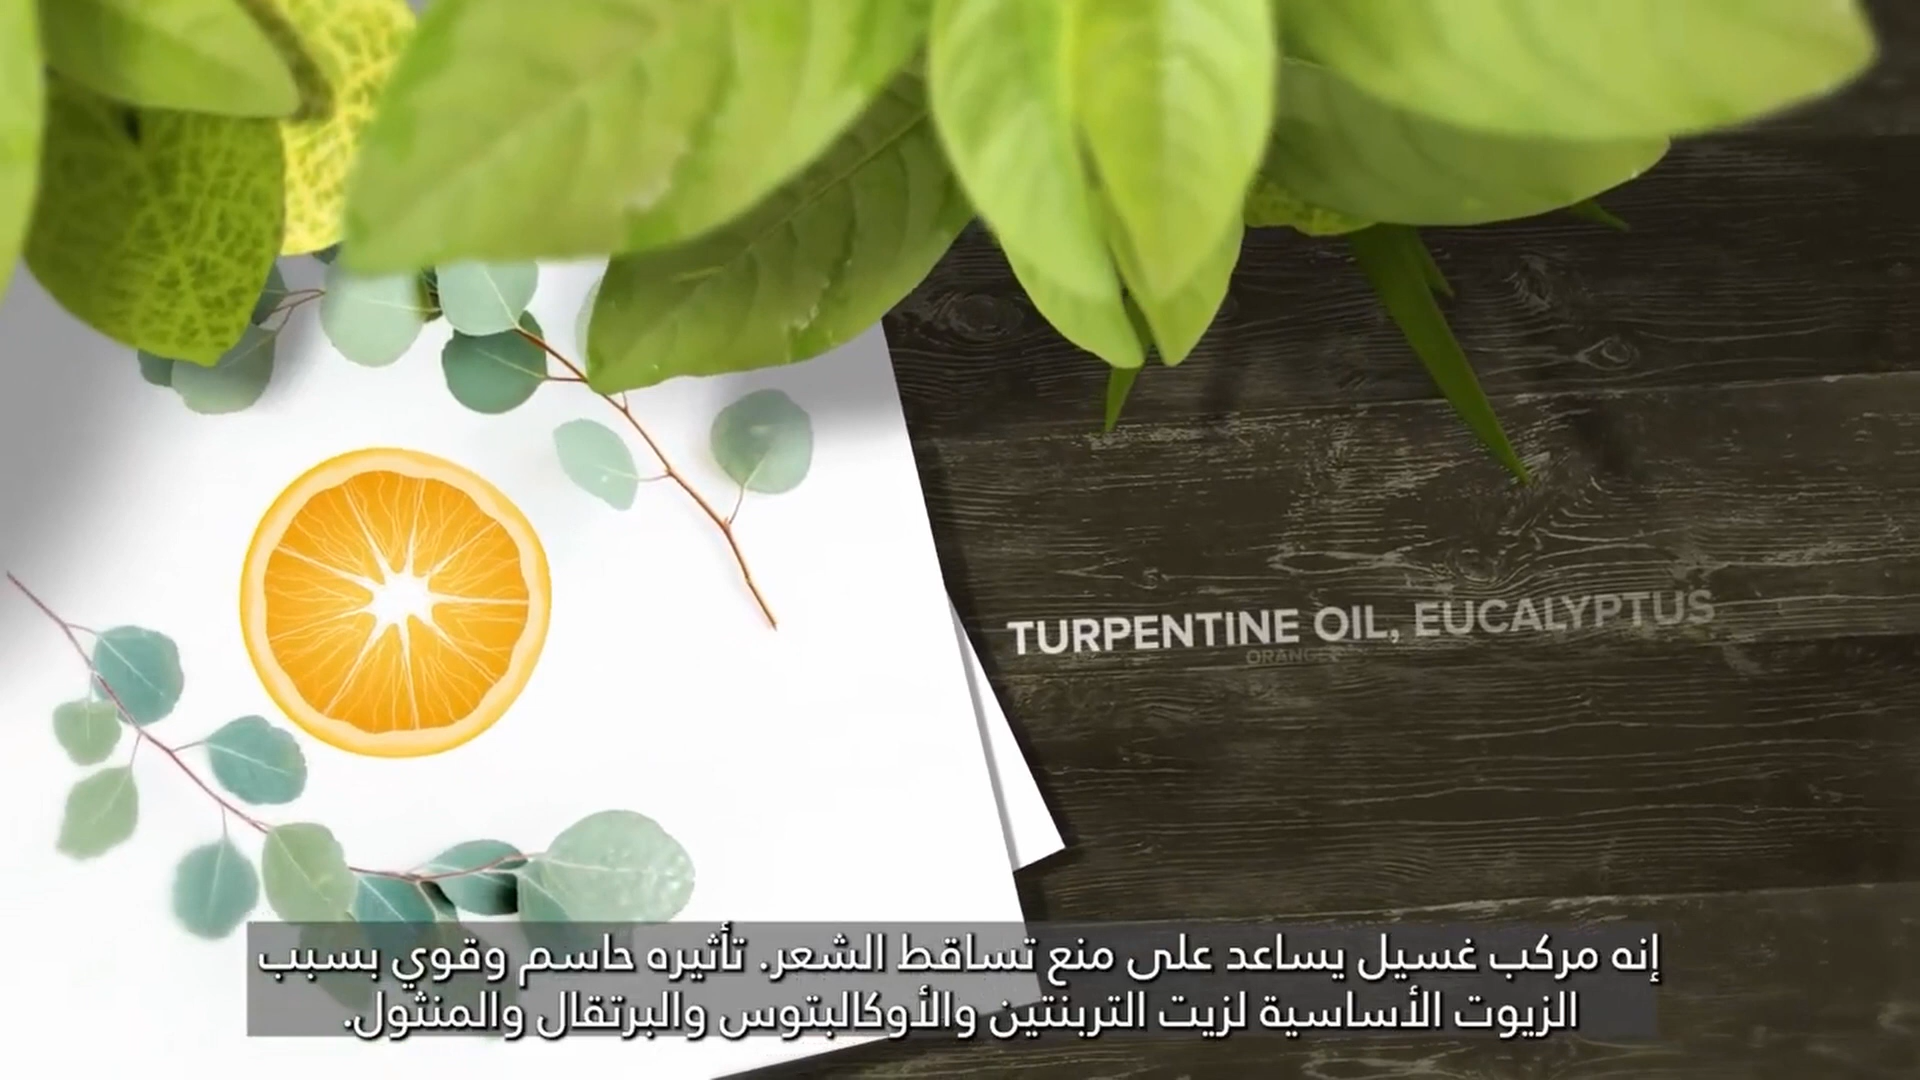 TURPENTINE OIL, EUCALYPTUS
ORANGE
إنه مركب غسيل يساعد على منع تساقط الشعر. تأثيره حاسم وقوي بسبب
الزيوت الأساسية لزيت التربنتين والأوكالبتوس والبرتقال والمنثول.